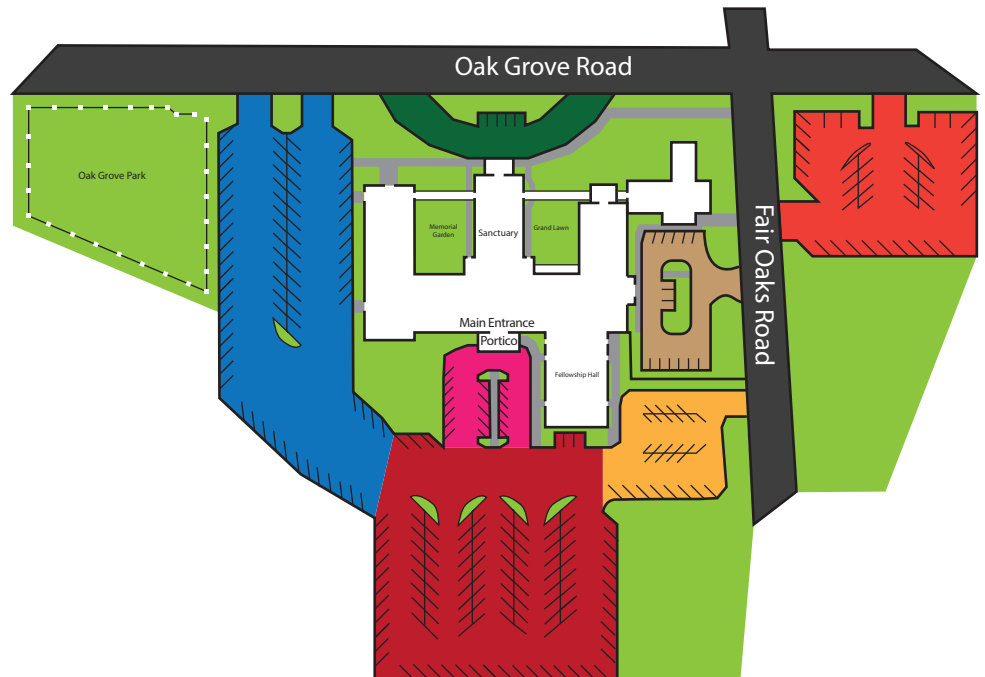 Oak Grove Road
Oak Grove Park
Memorial
Garden
Sanctuary
Grand Lawn
Fair Oaks Road
Main Entrance
Portico
Fellowship Hall